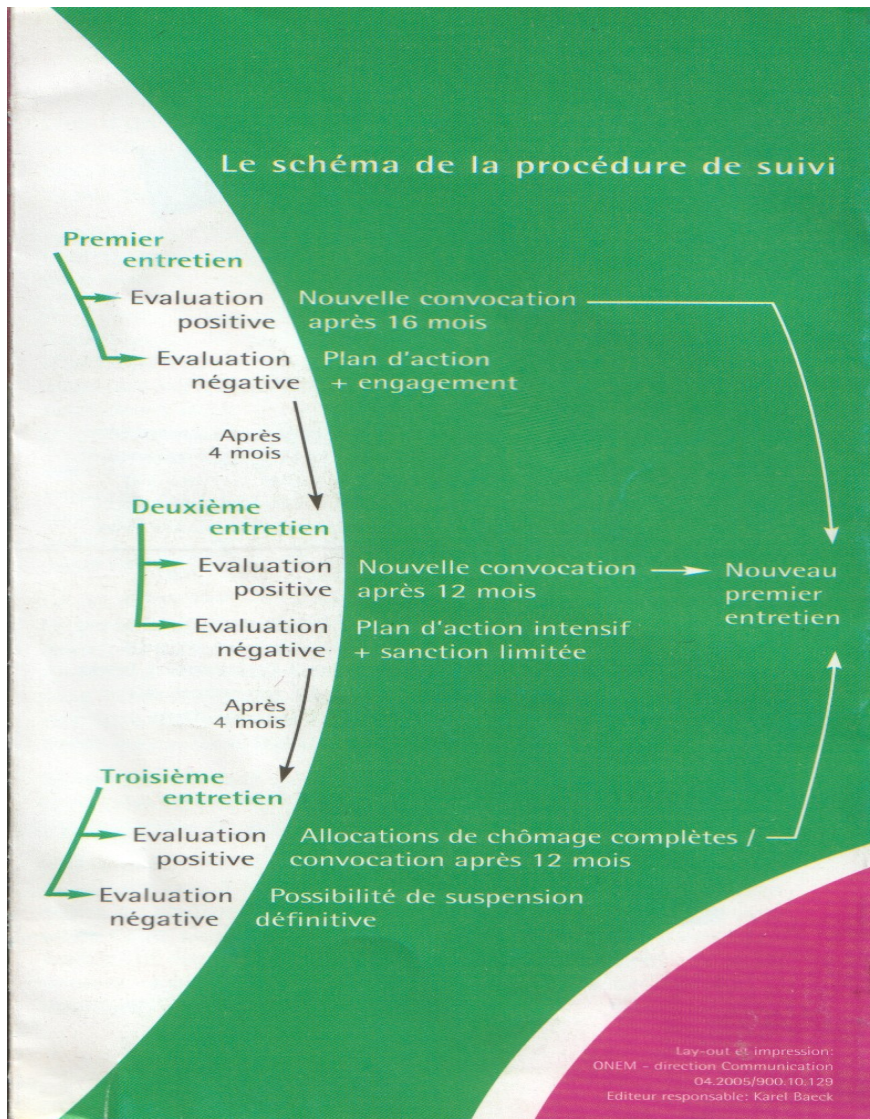 Le schéma de la procédure de suivi
Premier
entretien
Evaluation
positive
Nouvelle convocation
après 16 mois
Evaluation
négative
Plan d'action
+ engagement
Après
4 mois
Deuxième
entretien
Evaluation
positive
Nouvelle convocation
après 12 mois
Nouveau
premier
entretien
Evaluation
négative
Plan d'action intensif
+ sanction limitée
Après
4 mois
Troisième
entretien
Evaluation
positive
Allocations de chômage complètes /
convocation après 12 mois
Evaluation
négative
Possibilité de suspension
définitive
Lay-out et impression:
ONEM - direction Communication
04.2005/900.10.129
Editeur responsable: Karel Baeck